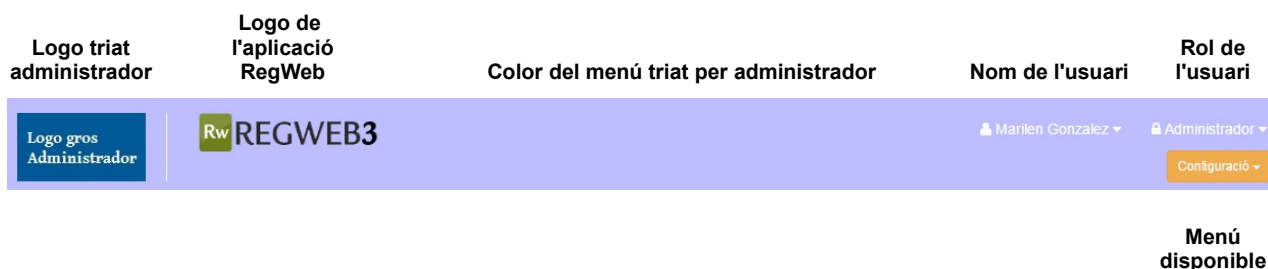 Logo triat
administrador
Logo de
l'aplicació
RegWeb
Color del menú triat per administrador
Nom de l'usuari
Rol de
l'usuari
Logo gros
Administrador
Rw REGWEB3
Marilen Gonzalez
Administrador
Configuració
Menú
disponible